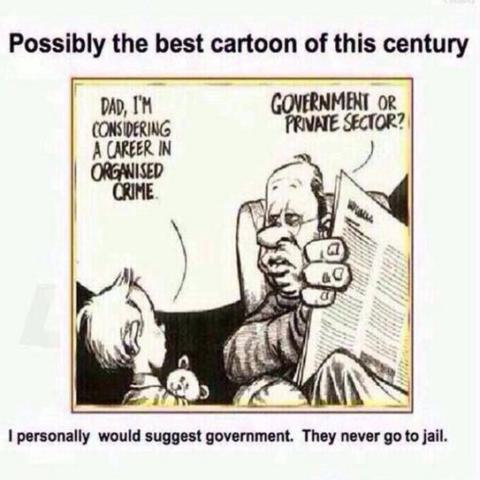 Possibly the best cartoon of this century
DAD, I'M
CONSIDERING
A CAREER IN
ORGANISED
CRIME.
GOVERNMENT OR
PRIVATE SECTOR?
I personally would suggest government. They never go to jail.